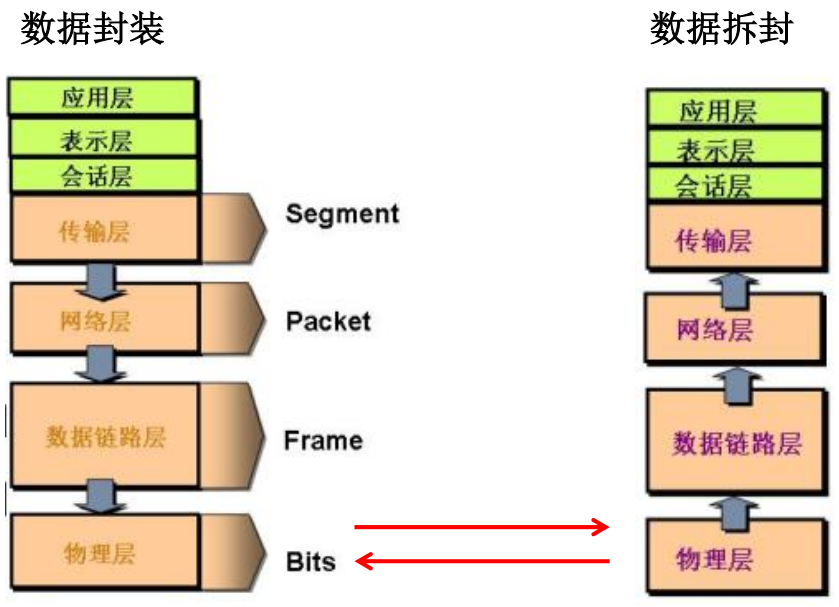 数据封装
数据拆封
应用层
表示层
会话层
传输层
Segment
网络层
Packet
数据链路层
Frame
物理层
Bits
应用层
表示层
会话层
传输层
网络层
数据链路层
物理层